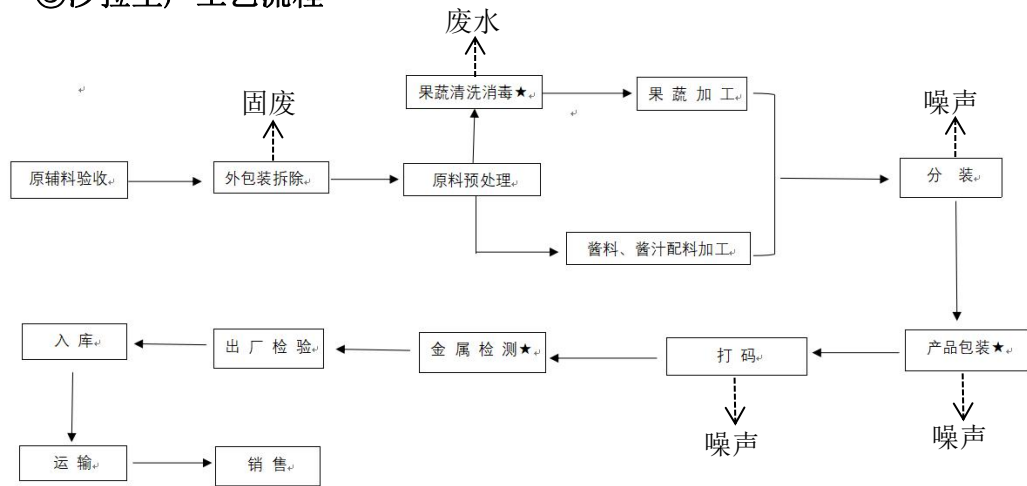 废水
果蔬清洗消毒★
果 蔬 加 工
固废
噪声
原辅料验收
外包装拆除
原料预处理
分 装
酱料、酱汁配料加工
入 库
出 厂 检 验
金 属 检 测★
打 码
产品包装★
噪声
噪声
运 输
销 售